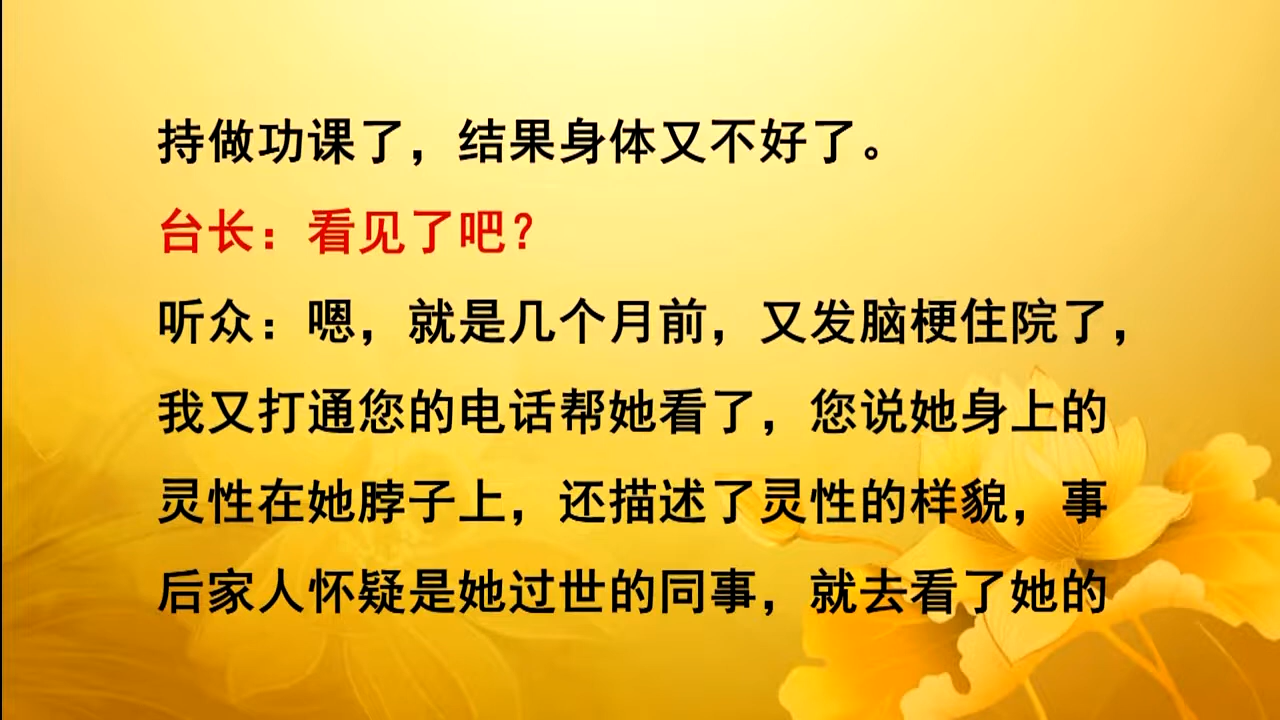 持做功课了，结果身体又不好了。
台长：看见了吧？
听众：嗯，就是几个月前，又发脑梗住院了，
我又打通您的电话帮她看了，您说她身上的
灵性在她脖子上，还描述了灵性的样貌，事
后家人怀疑是她过世的同事，就去看了她的